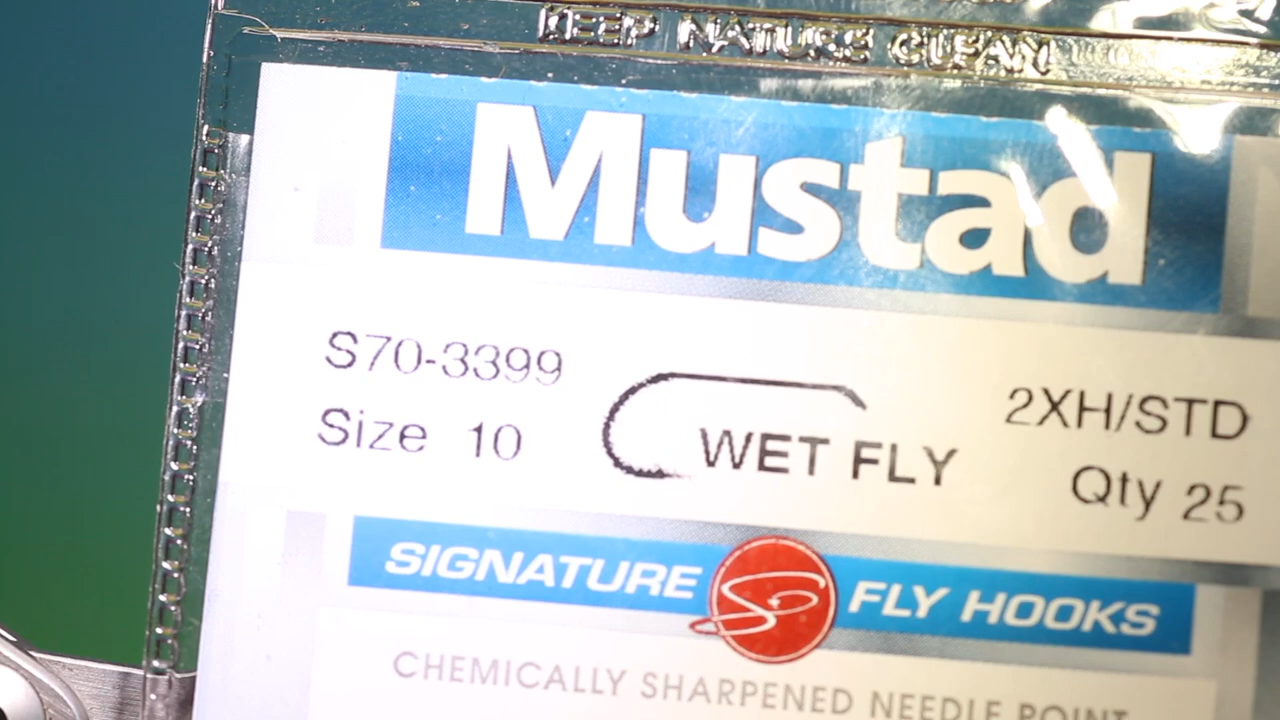 KEEP NATURE CLEAN
Mustad
S70-3399
Size 10
WET FLY
2XH/STD
Qty 25
SIGNATURE S FLY HOOKS
CHEMICALLY SHARPENED NEEDLE POINT